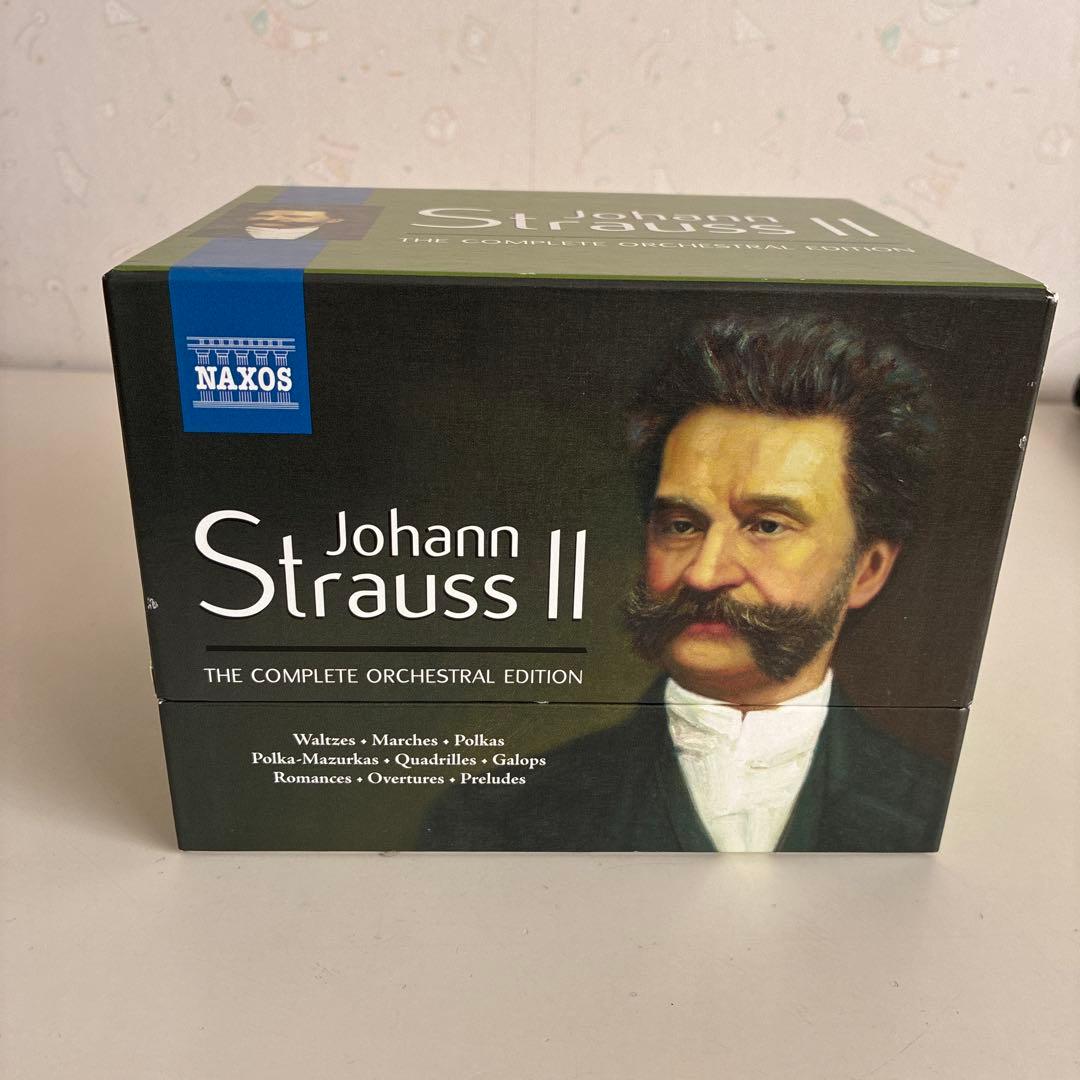 Johann
Strauss II
THE COMPLETE ORCHESTRAL EDITION
NAXOS
Johann
Strauss II
THE COMPLETE ORCHESTRAL EDITION
Waltzes • Marches • Polkas
Polka-Mazurkas • Quadrilles • Galops
Romances • Overtures • Preludes